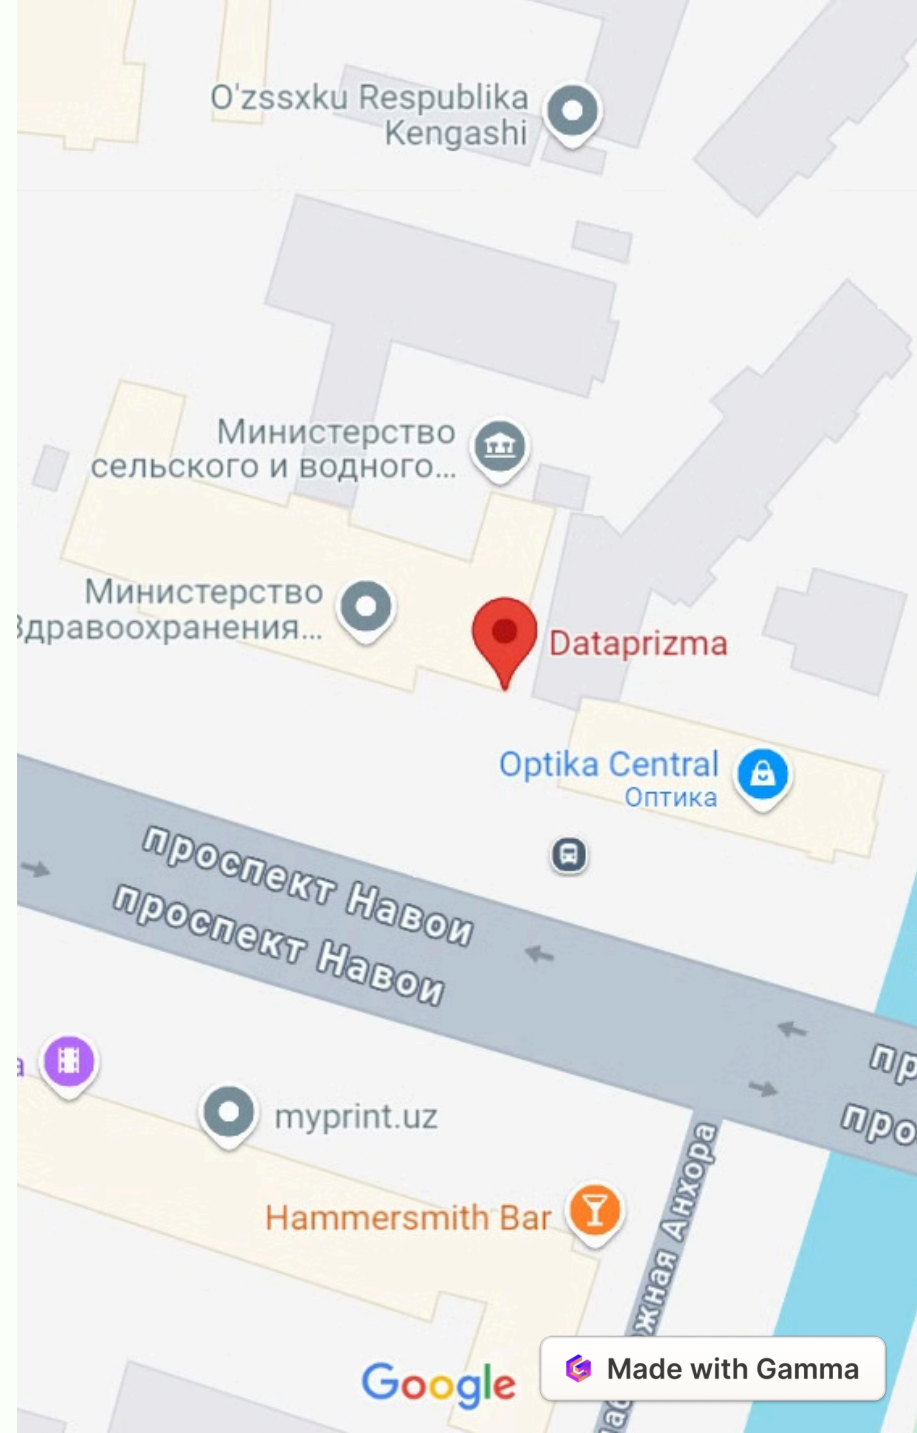 O'zssxku Respublika
Kengashi
Министерство
сельского и водного...
Министерство
Здравоохранения...
Dataprizma
Optika Central
Оптика
проспект Навои
проспект Навои
myprint.uz
Hammersmith Bar
Анхора
Google
Made with Gamma